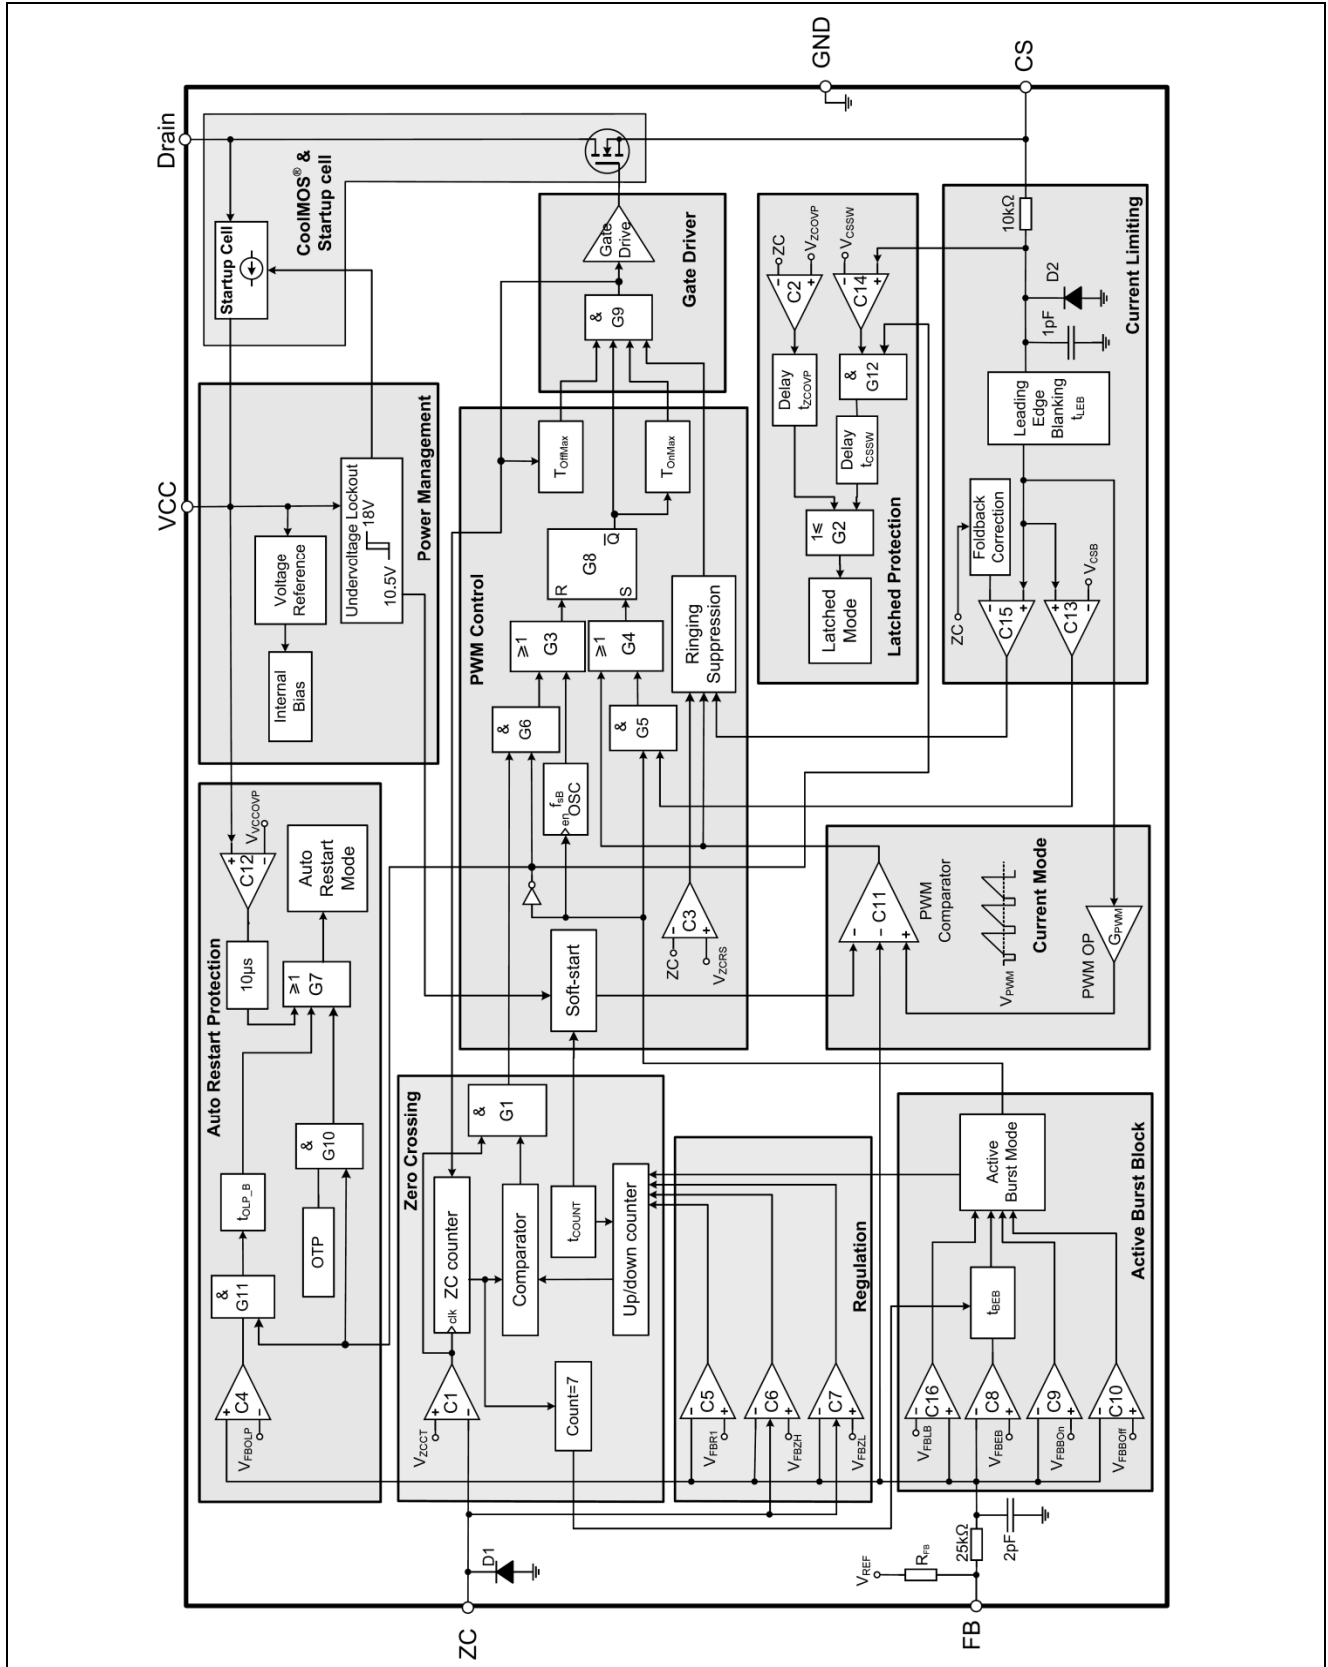 Drain
GND
CS
VCC
ZC
FB
CoolMOS® &
Startup cell
Startup Cell
Power Management
Undervoltage Lockout
18V
10.5V
Voltage
Reference
Internal
Bias
Gate Driver
Gate
Drive
&
G9
PWM Control
TOffMax
TOnMax
G8
Q
R
S
≥1
G3
≥1
G4
&
G6
&
G5
fSB
OSC
en
Ringing
Suppression
Soft-start
C3
ZC
VZCRS
Latched Protection
C2
ZC
VZCOVP
C14
VCSSW
Delay
tZCOVP
&
G12
Delay
tCSSW
1≤
G2
Latched
Mode
Current Limiting
10kΩ
D2
1pF
Leading
Edge
Blanking
tLEB
Foldback
Correction
ZC
C15
C13
VCSB
Current Mode
PWM
Comparator
C11
VPWM
PWM OP
GPWM
Auto Restart Protection
C12
VVCCOVP
Auto
Restart
Mode
10µs
≥1
G7
&
G10
tOLP_B
OTP
&
G11
C4
VFBOLP
Zero Crossing
&
G1
ZC counter
clk
Comparator
tCOUNT
Up/down counter
Count=7
C1
VZCCT
Regulation
C5
VFBR1
C6
VFBZH
C7
VFBZL
Active Burst Block
Active
Burst Mode
tBEB
C16
VFBLB
C8
VFBEB
C9
VFBBOn
C10
VFBBOff
D1
VREF
RFB
25kΩ
2pF